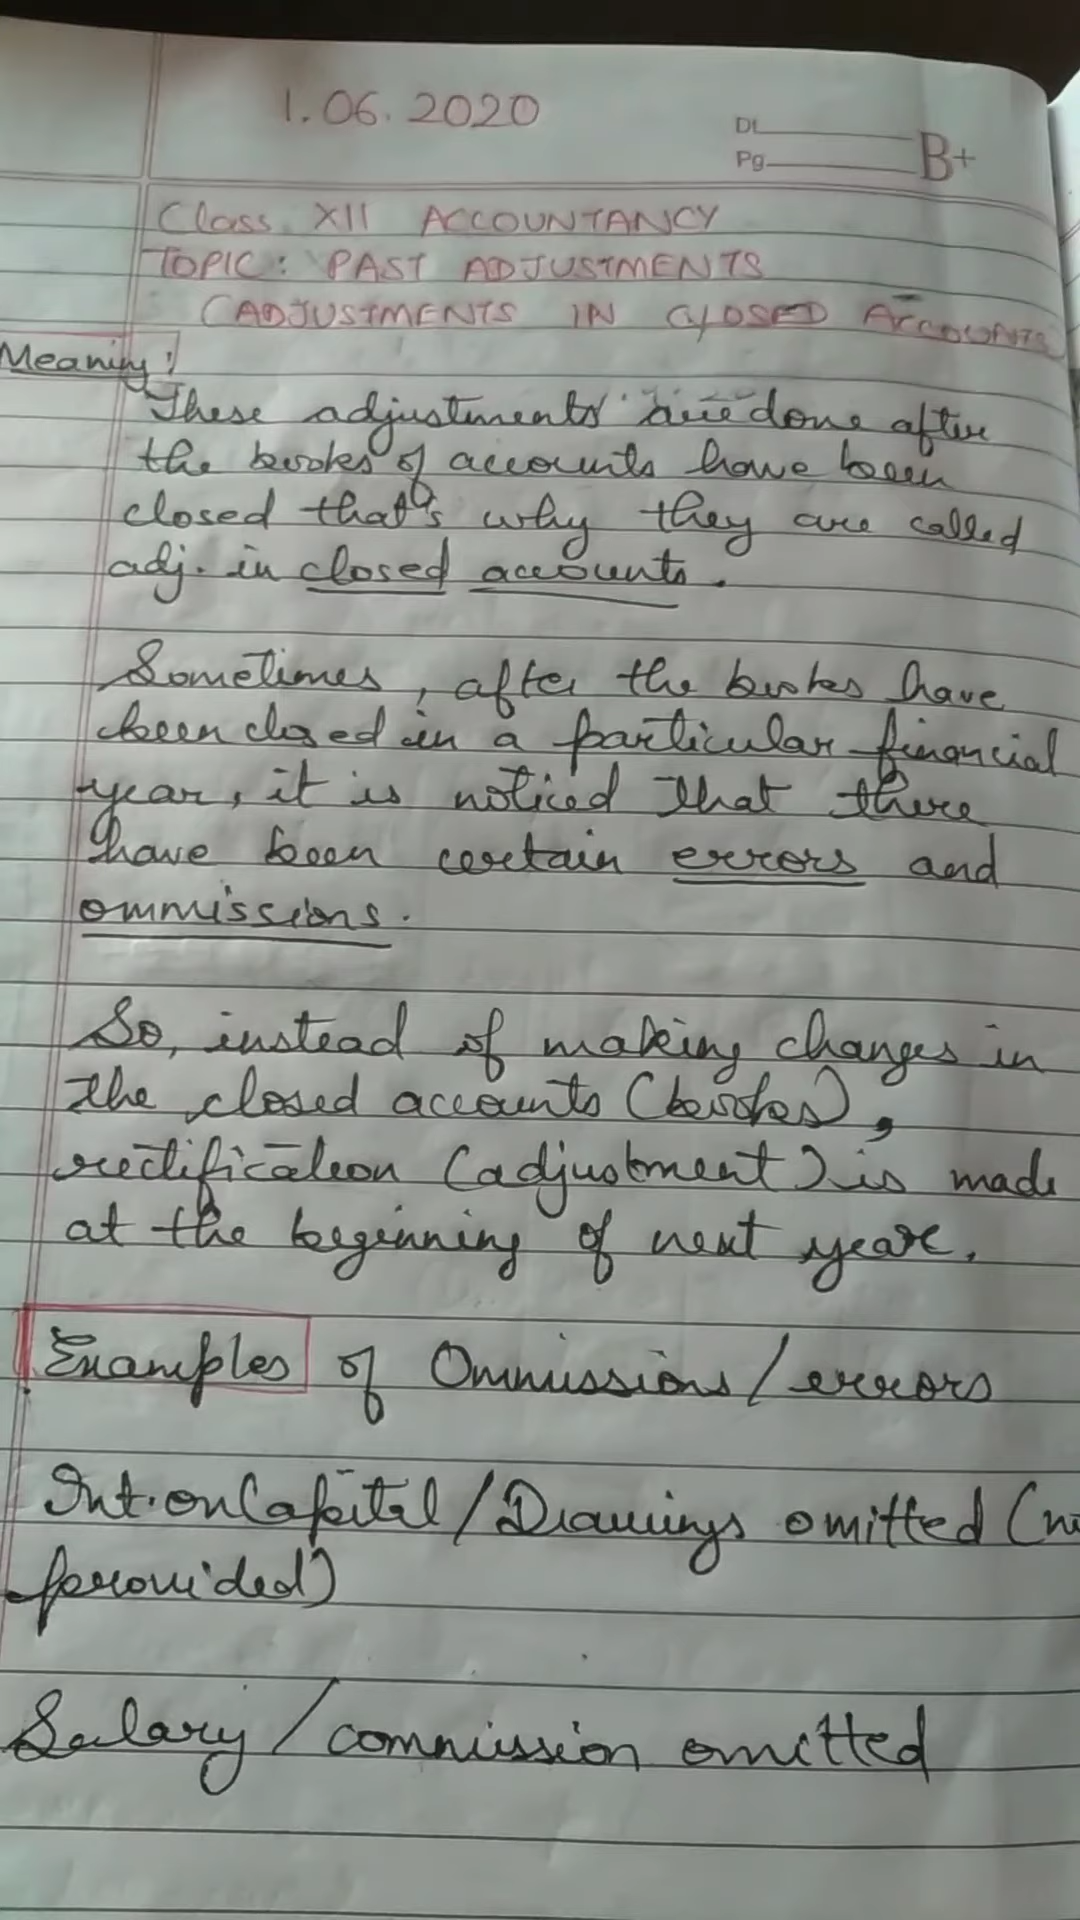 1.06.2020
Dt
Pg
B+
Class XII ACCOUNTANCY
TOPIC: PAST ADJUSTMENTS
(ADJUSTMENTS IN CLOSED ACCOUNTS
Meaning:
These adjustments are done after
the books of accounts have been
closed that's why they are called
adj. in closed accounts.
Sometimes, after the books have
been closed in a particular financial
year, it is noticed that there
have been certain errors and
ommissions.
So, instead of making changes in
the closed accounts (books),
rectification (adjustment) is made
at the beginning of next year.
Examples of Ommissions/errors
Int. on Capital/Drawings omitted (
provided)
Salary/commission omitted